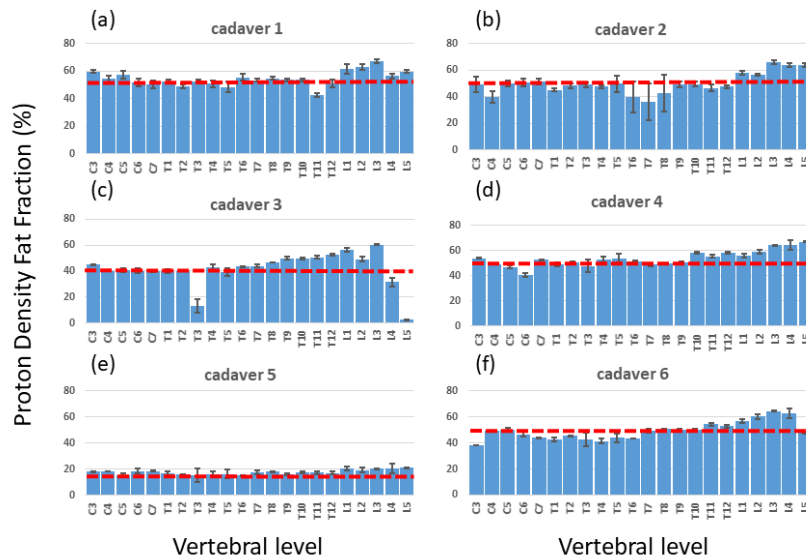 (a)
cadaver 1
80
60
40
20
0
C3 C4 C5 C6 C7 T1 T2 T3 T4 T5 T6 T7 T8 T9 T10 T11 T12 L1 L2 L3 L4 L5
(b)
cadaver 2
80
60
40
20
0
C3 C4 C5 C6 C7 T1 T2 T3 T4 T5 T6 T7 T8 T9 T10 T11 T12 L1 L2 L3 L4 L5
(c)
cadaver 3
80
60
40
20
0
C3 C4 C5 C6 C7 T1 T2 T3 T4 T5 T6 T7 T8 T9 T10 T11 T12 L1 L2 L3 L4 L5
(d)
cadaver 4
80
60
40
20
0
C3 C4 C5 C6 C7 T1 T2 T3 T4 T5 T6 T7 T8 T9 T10 T11 T12 L1 L2 L3 L4 L5
(e)
cadaver 5
80
60
40
20
0
C3 C4 C5 C6 C7 T1 T2 T3 T4 T5 T6 T7 T8 T9 T10 T11 T12 L1 L2 L3 L4 L5
(f)
cadaver 6
80
60
40
20
0
C3 C4 C5 C6 C7 T1 T2 T3 T4 T5 T6 T7 T8 T9 T10 T11 T12 L1 L2 L3 L4 L5
Proton Density Fat Fraction (%)
Vertebral level
Vertebral level